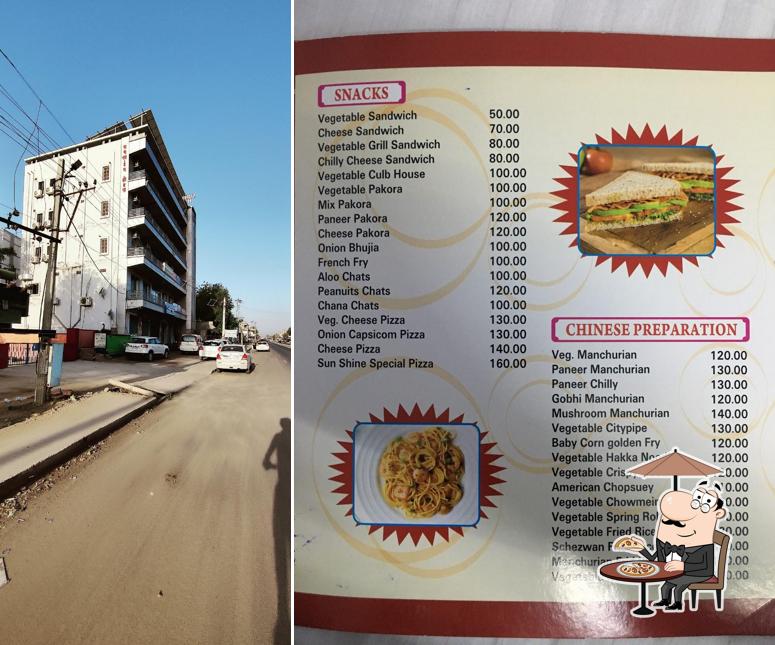 SNACKS
Vegetable Sandwich 50.00
Cheese Sandwich 70.00
Vegetable Grill Sandwich 80.00
Chilly Cheese Sandwich 80.00
Vegetable Culb House 100.00
Vegetable Pakora 100.00
Mix Pakora 100.00
Paneer Pakora 120.00
Cheese Pakora 120.00
Onion Bhujia 100.00
French Fry 100.00
Aloo Chats 100.00
Peanuits Chats 120.00
Chana Chats 100.00
Veg. Cheese Pizza 130.00
Onion Capsicom Pizza 130.00
Cheese Pizza 140.00
Sun Shine Special Pizza 160.00
CHINESE PREPARATION
Veg. Manchurian 120.00
Paneer Manchurian 130.00
Paneer Chilly 130.00
Gobhi Manchurian 120.00
Mushroom Manchurian 140.00
Vegetable Citypipe 130.00
Baby Corn golden Fry 120.00
Vegetable Hakka 120.00
Vegetable
American Chopsuey
Vegetable Chowmein
Vegetable Spring
Vegetable Fried Rice
Schezwan
Manchurian